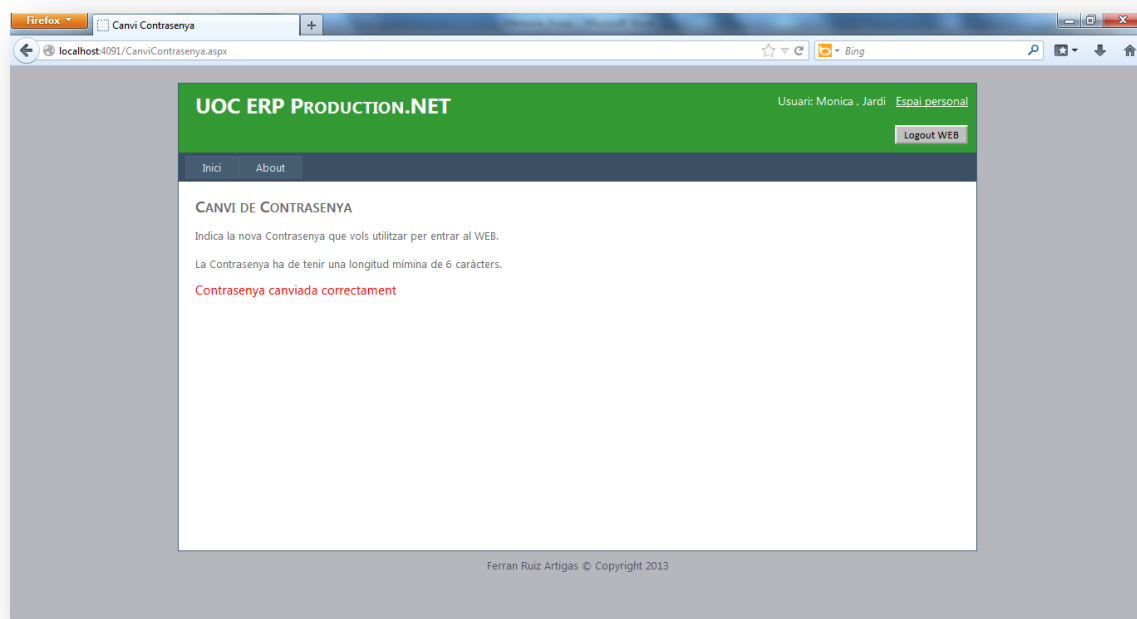 Firefox
Canvi Contrasenya
localhost:4091/CanviContrasenya.aspx
Bing
UOC ERP PRODUCTION.NET
Usuari: Monica , Jardi Espai personal
Logout WEB
Inici About
CANVI DE CONTRASENYA
Indica la nova Contrasenya que vols utilitzar per entrar al WEB.
La Contrasenya ha de tenir una longitud mímina de 6 caràcters.
Contrasenya canviada correctament
Ferran Ruiz Artigas © Copyright 2013